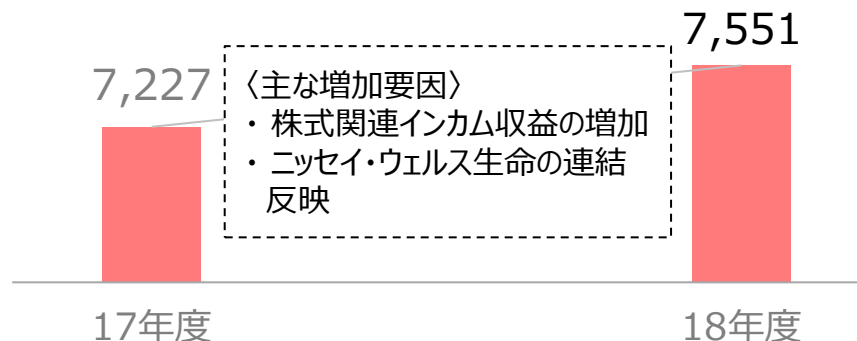 7,551
7,227
〈主な増加要因〉
・ 株式関連インカム収益の増加
・ ニッセイ・ウェルス生命の連結
反映
17年度
18年度